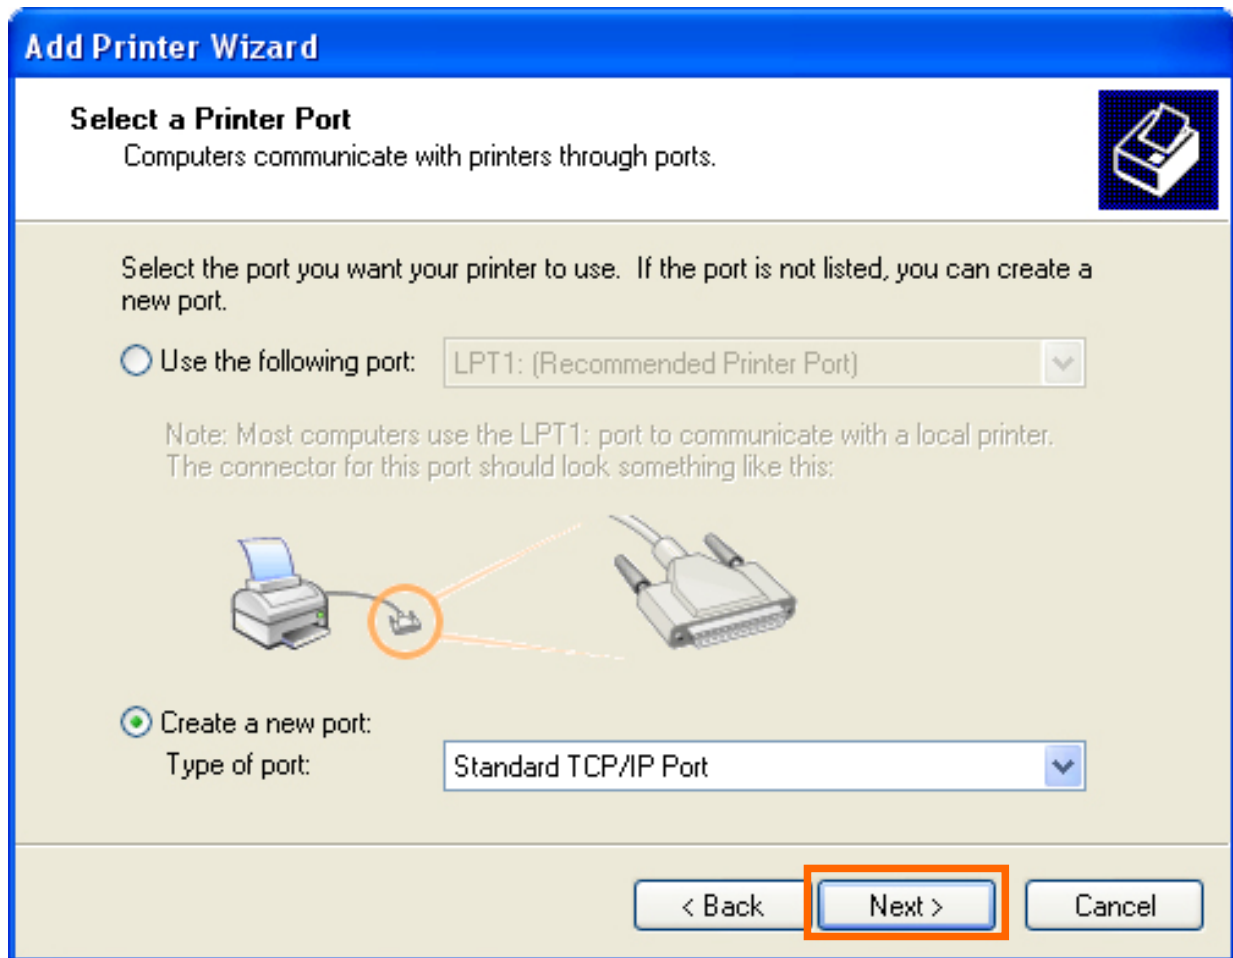 Add Printer Wizard
Select a Printer Port
Computers communicate with printers through ports.
Select the port you want your printer to use.  If the port is not listed, you can create a
new port.
Use the following port: LPT1: (Recommended Printer Port)
Note: Most computers use the LPT1: port to communicate with a local printer.
The connector for this port should look something like this:
Create a new port:
Type of port: Standard TCP/IP Port
< Back Next > Cancel